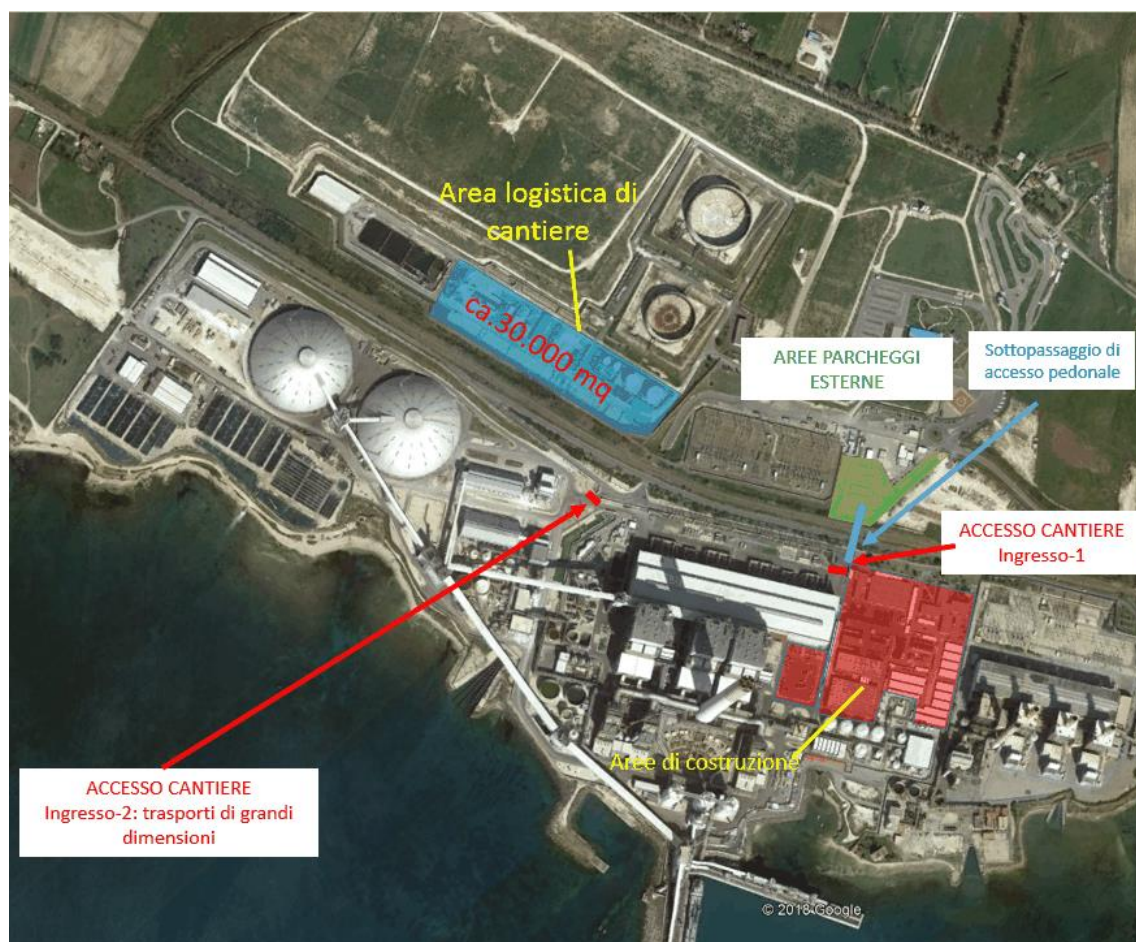 Area logistica di
cantiere
ca.30.000 mq
AREE PARCHEGGI
ESTERNE
Sottopassaggio di
accesso pedonale
ACCESSO CANTIERE
Ingresso-1
Aree di costruzione
ACCESSO CANTIERE
Ingresso-2: trasporti di grandi
dimensioni
© 2018 Google